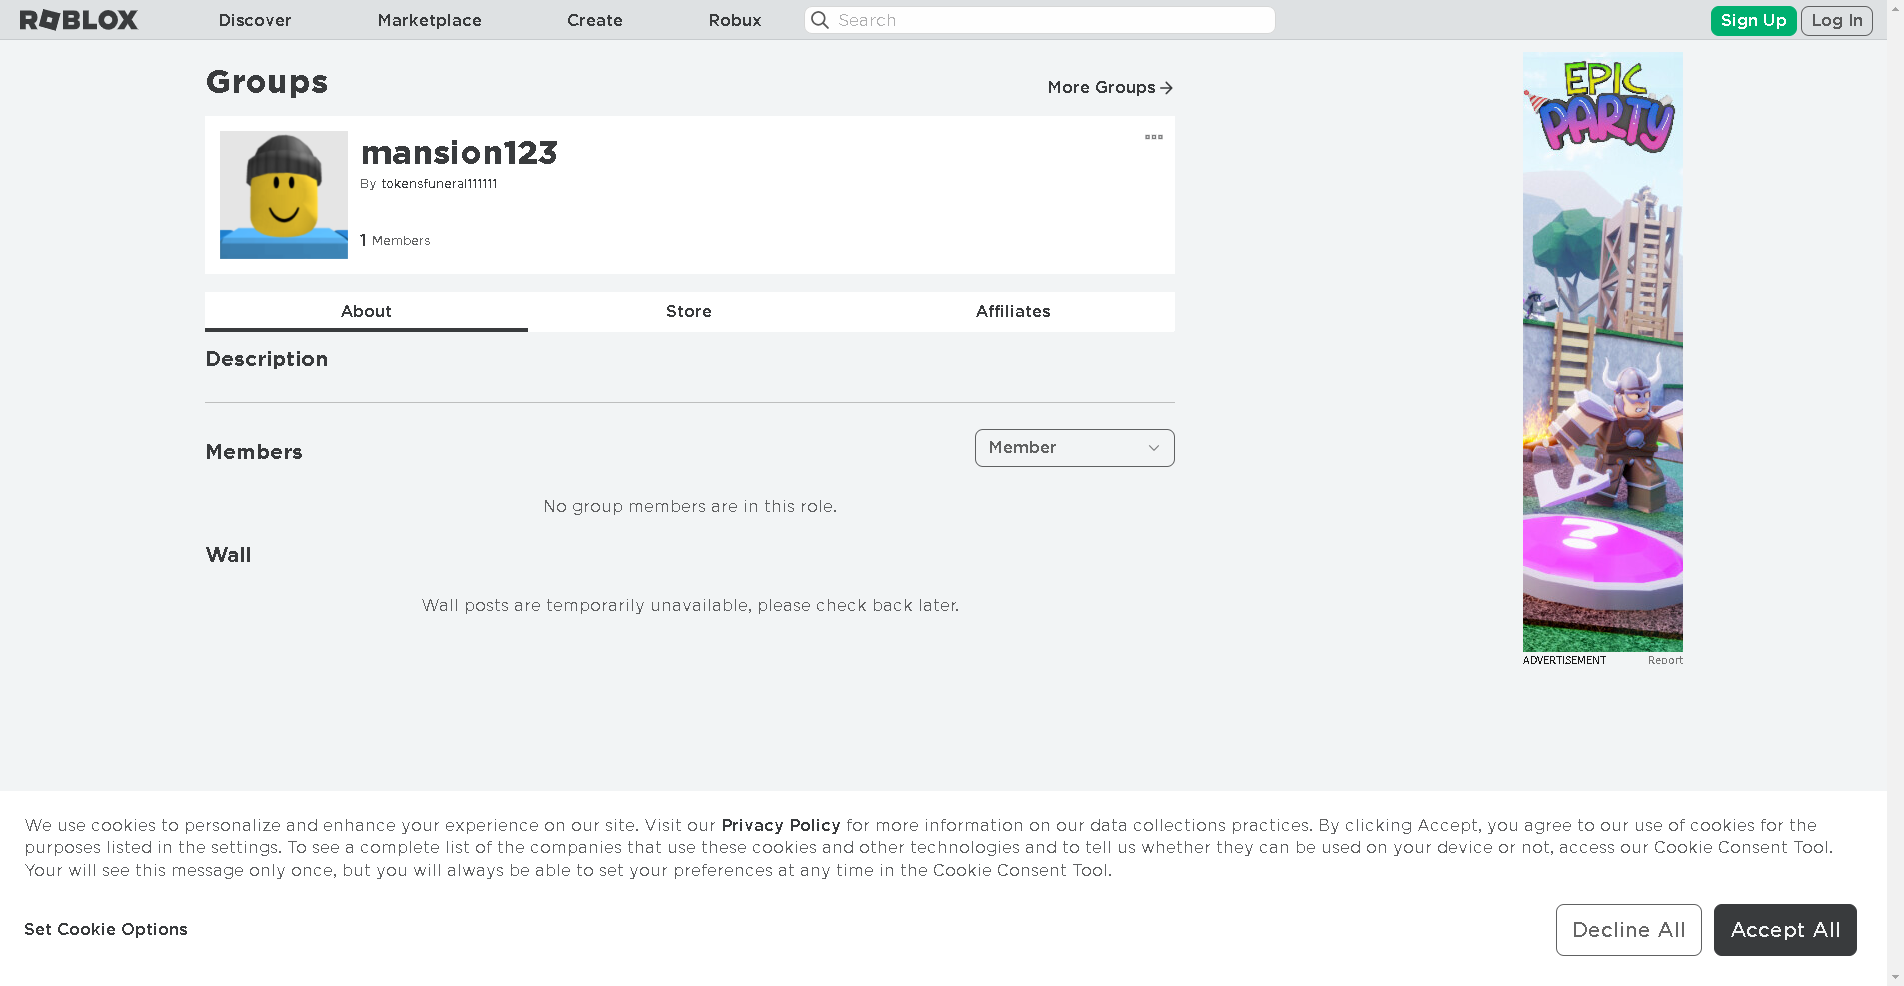 ROBLOX Discover Marketplace Create Robux Search Sign Up Log In
Groups
More Groups
mansion123
By tokensfuneral111111
1 Members
About Store Affiliates
Description
Members
Member
No group members are in this role.
Wall
Wall posts are temporarily unavailable, please check back later.
EPIC
PARTY
?
ADVERTISEMENT Report
We use cookies to personalize and enhance your experience on our site. Visit our Privacy Policy for more information on our data collections practices. By clicking Accept, you agree to our use of cookies for the
purposes listed in the settings. To see a complete list of the companies that use these cookies and other technologies and to tell us whether they can be used on your device or not, access our Cookie Consent Tool.
Your will see this message only once, but you will always be able to set your preferences at any time in the Cookie Consent Tool.
Set Cookie Options
Decline All
Accept All